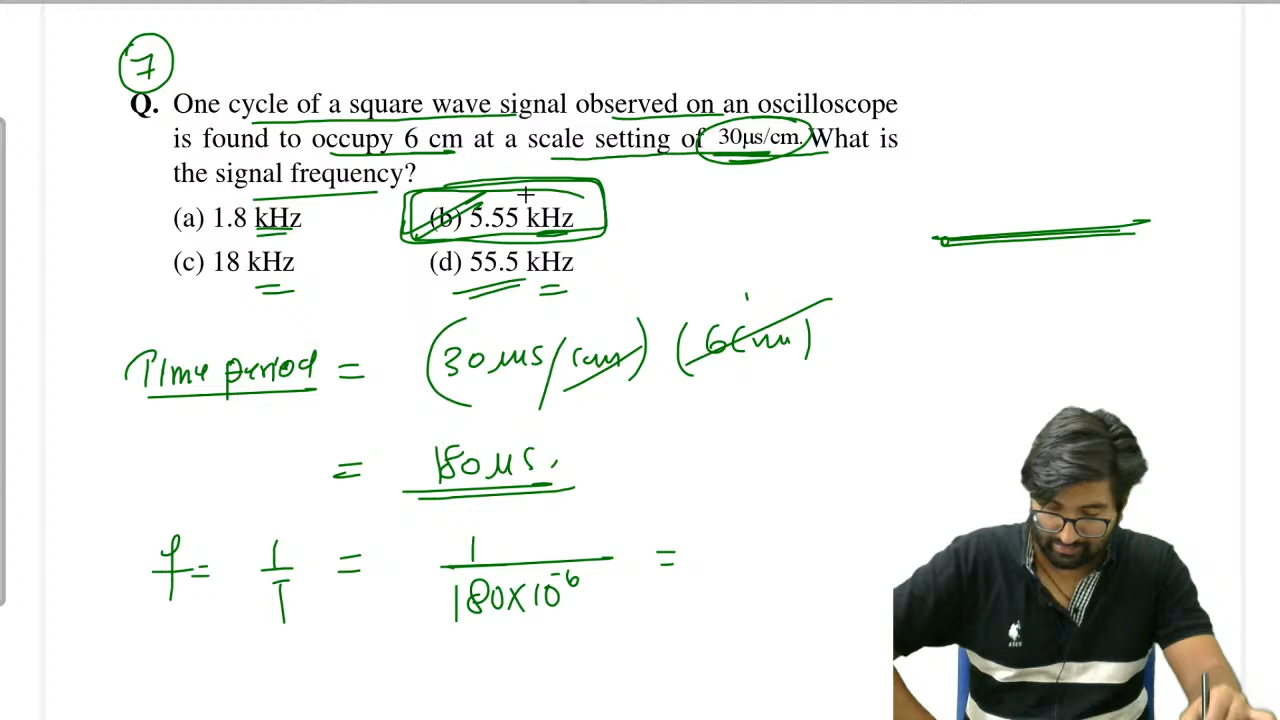 7
Q. One cycle of a square wave signal observed on an oscilloscope
is found to occupy 6 cm at a scale setting of 30μs/cm. What is
the signal frequency?
(a) 1.8 kHz (b) 5.55 kHz
(c) 18 kHz (d) 55.5 kHz
Time period = (30 μs/cm) (6 cm)
= 180 μs.
f = 1/T = 1/180×10⁻⁶ =